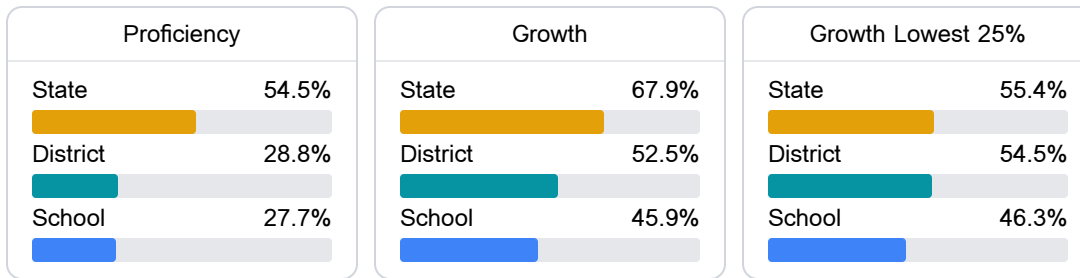 Proficiency
State 54.5%
District 28.8%
School 27.7%
Growth
State 67.9%
District 52.5%
School 45.9%
Growth Lowest 25%
State 55.4%
District 54.5%
School 46.3%